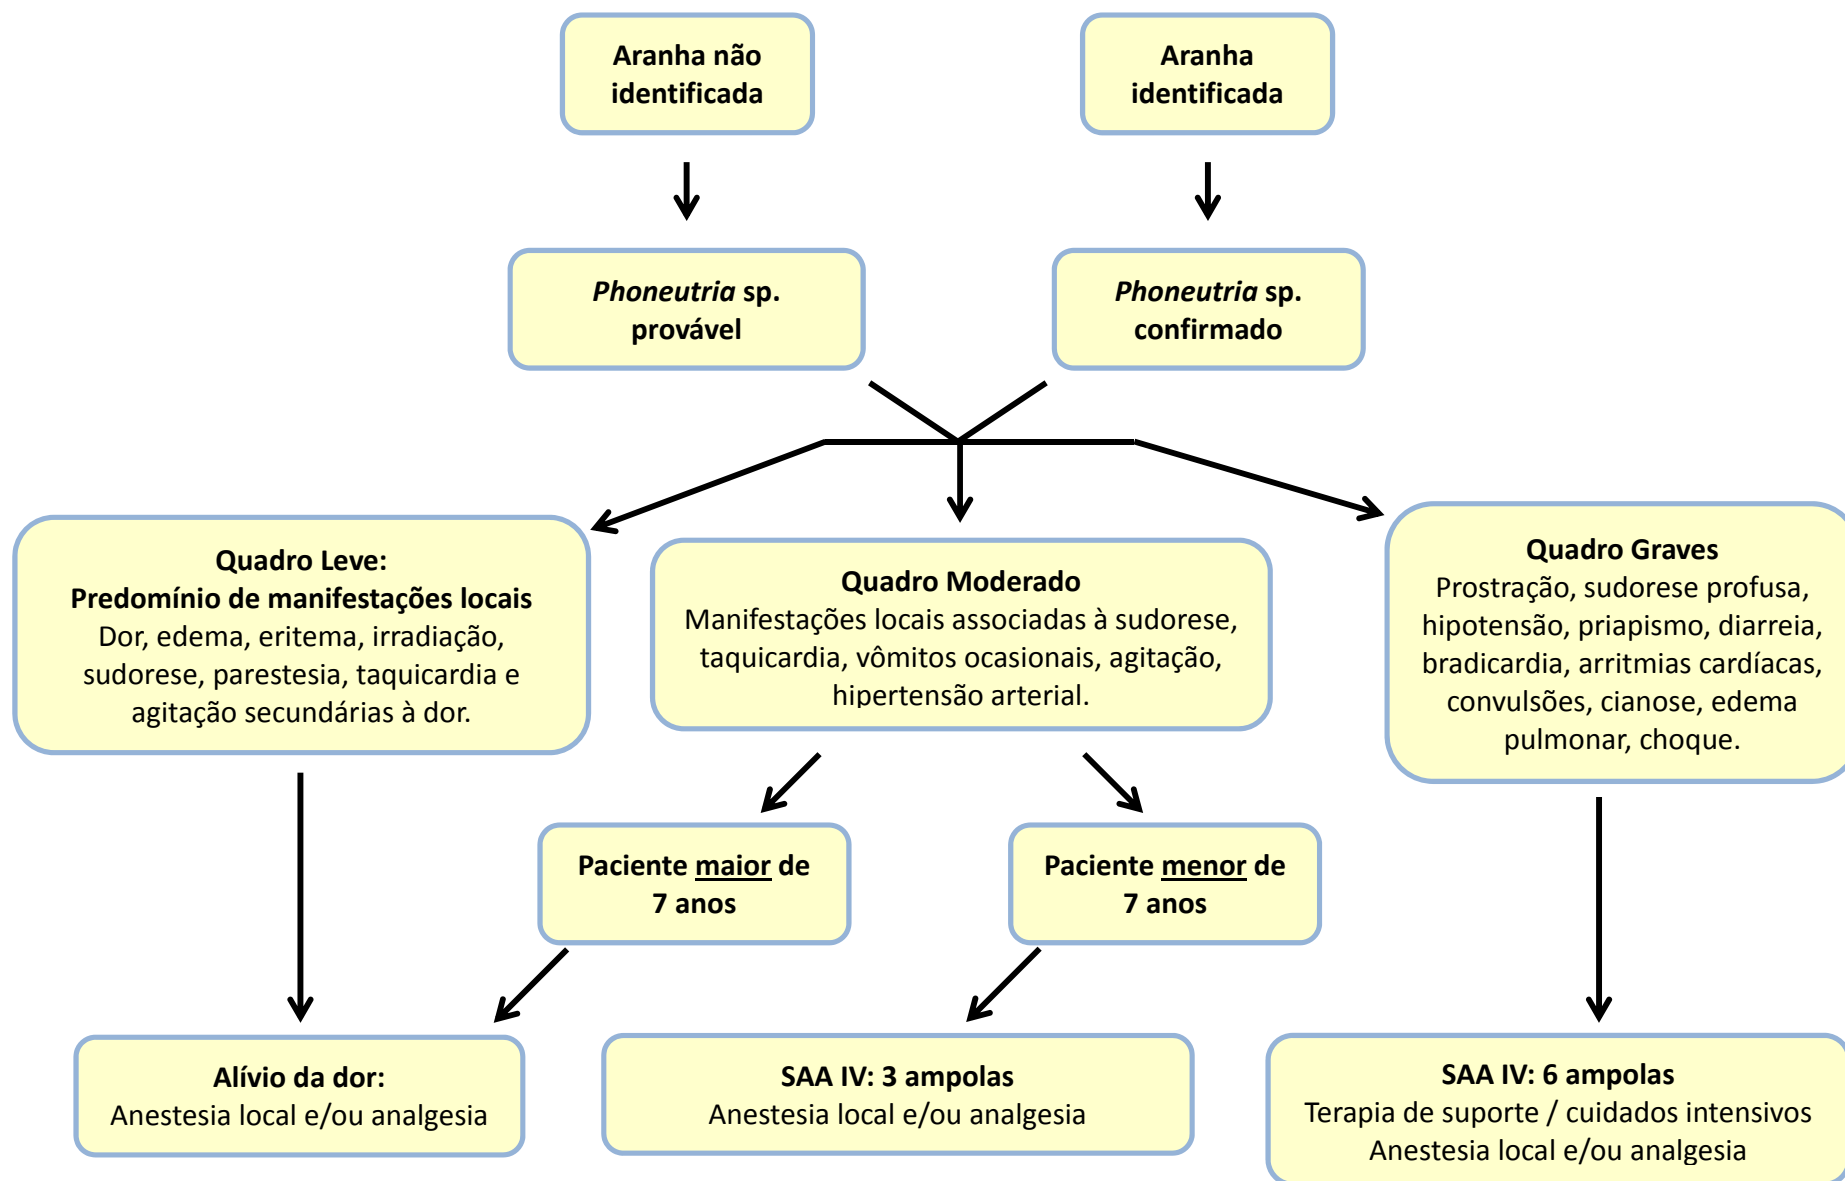 Aranha não
identificada
Aranha
identificada
Phoneutria sp.
provável
Phoneutria sp.
confirmado
Quadro Leve:
Predomínio de manifestações locais
Dor, edema, eritema, irradiação,
sudorese, parestesia, taquicardia e
agitação secundárias à dor.
Quadro Moderado
Manifestações locais associadas à sudorese,
taquicardia, vômitos ocasionais, agitação,
hipertensão arterial.
Quadro Graves
Prostração, sudorese profusa,
hipotensão, priapismo, diarreia,
bradicardia, arritmias cardíacas,
convulsões, cianose, edema
pulmonar, choque.
Paciente maior de
7 anos
Paciente menor de
7 anos
Alívio da dor:
Anestesia local e/ou analgesia
SAA IV: 3 ampolas
Anestesia local e/ou analgesia
SAA IV: 6 ampolas
Terapia de suporte / cuidados intensivos
Anestesia local e/ou analgesia